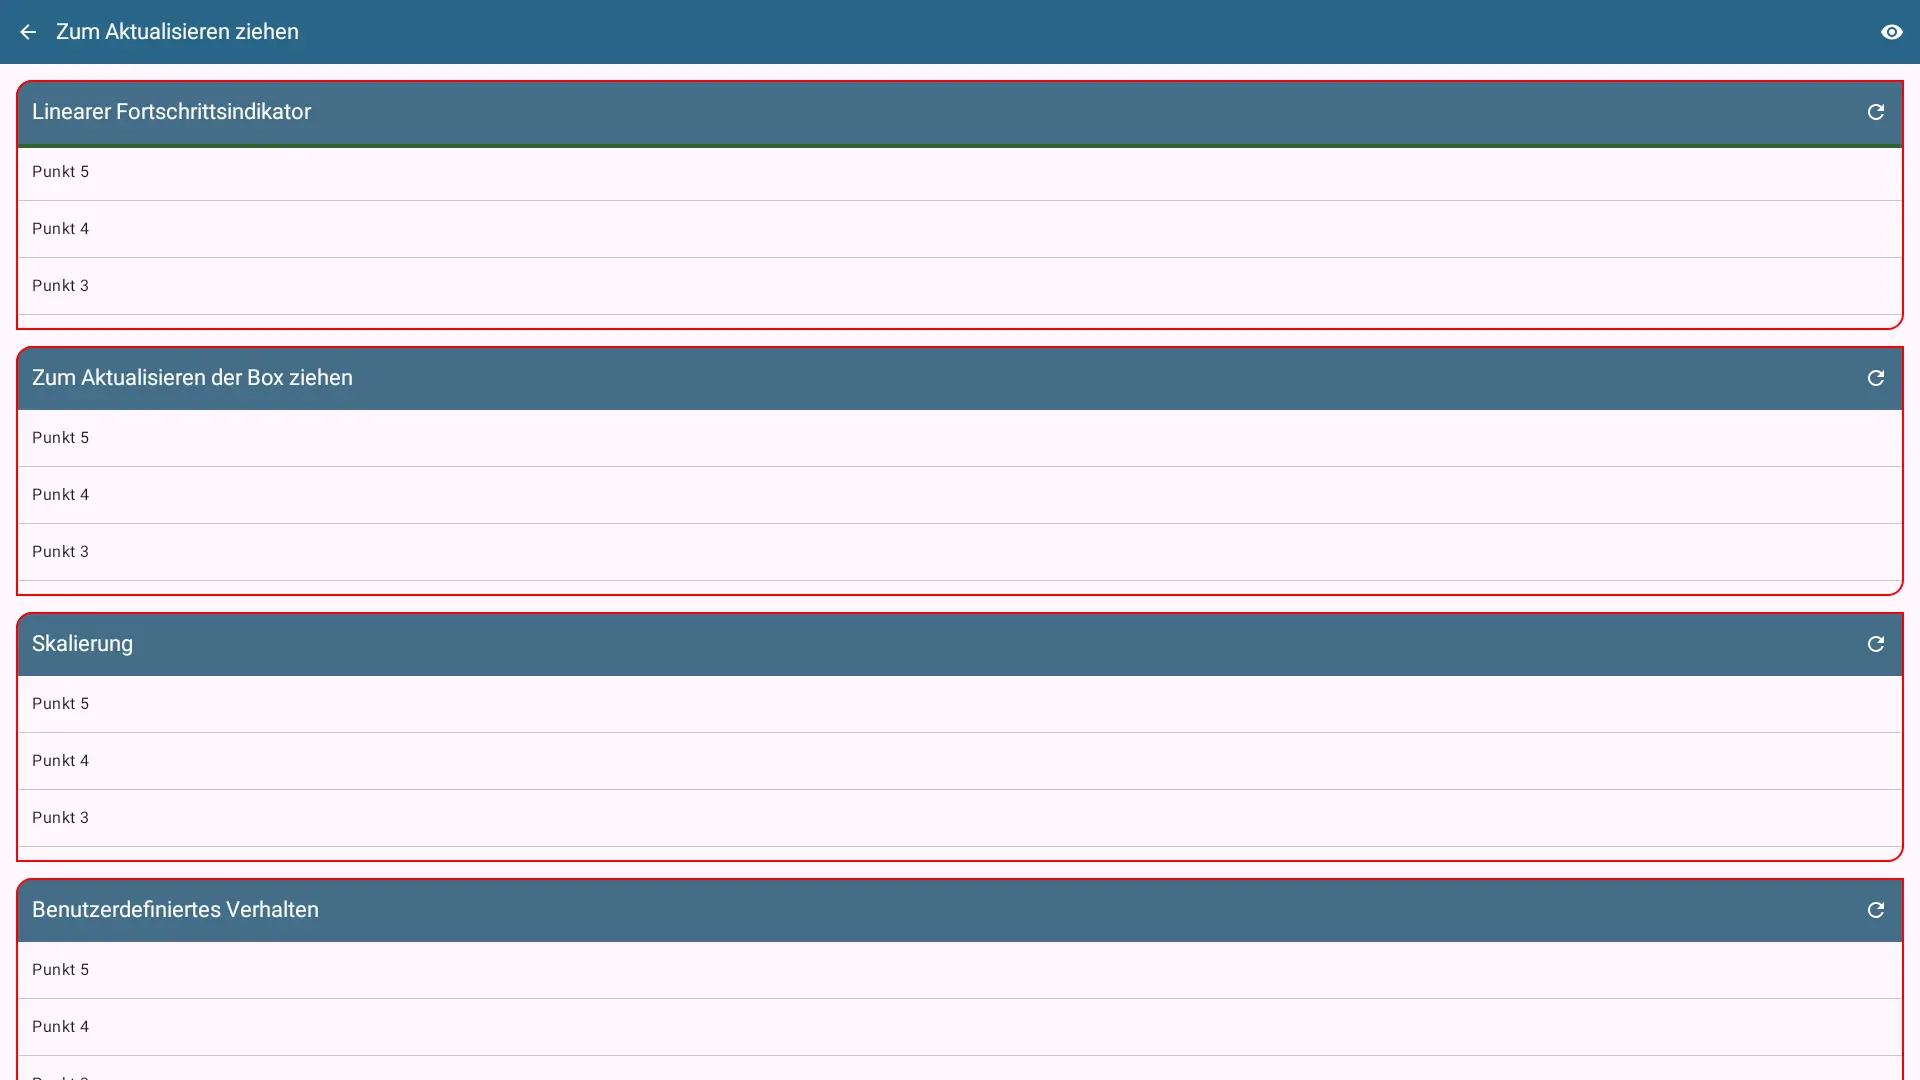 Zum Aktualisieren ziehen
Linearer Fortschrittsindikator
Punkt 5
Punkt 4
Punkt 3
Zum Aktualisieren der Box ziehen
Punkt 5
Punkt 4
Punkt 3
Skalierung
Punkt 5
Punkt 4
Punkt 3
Benutzerdefiniertes Verhalten
Punkt 5
Punkt 4